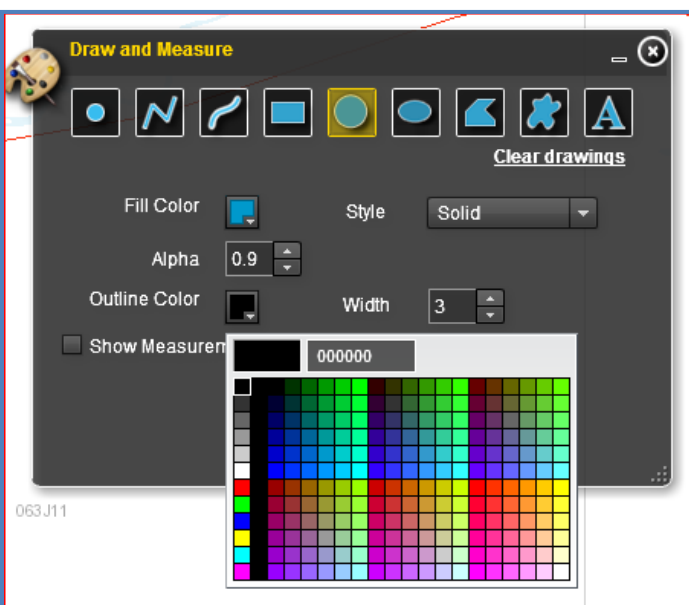 Draw and Measure
A
Clear drawings
Fill Color
Style
Solid
Alpha
0.9
Outline Color
Width
3
Show
000000
063J11